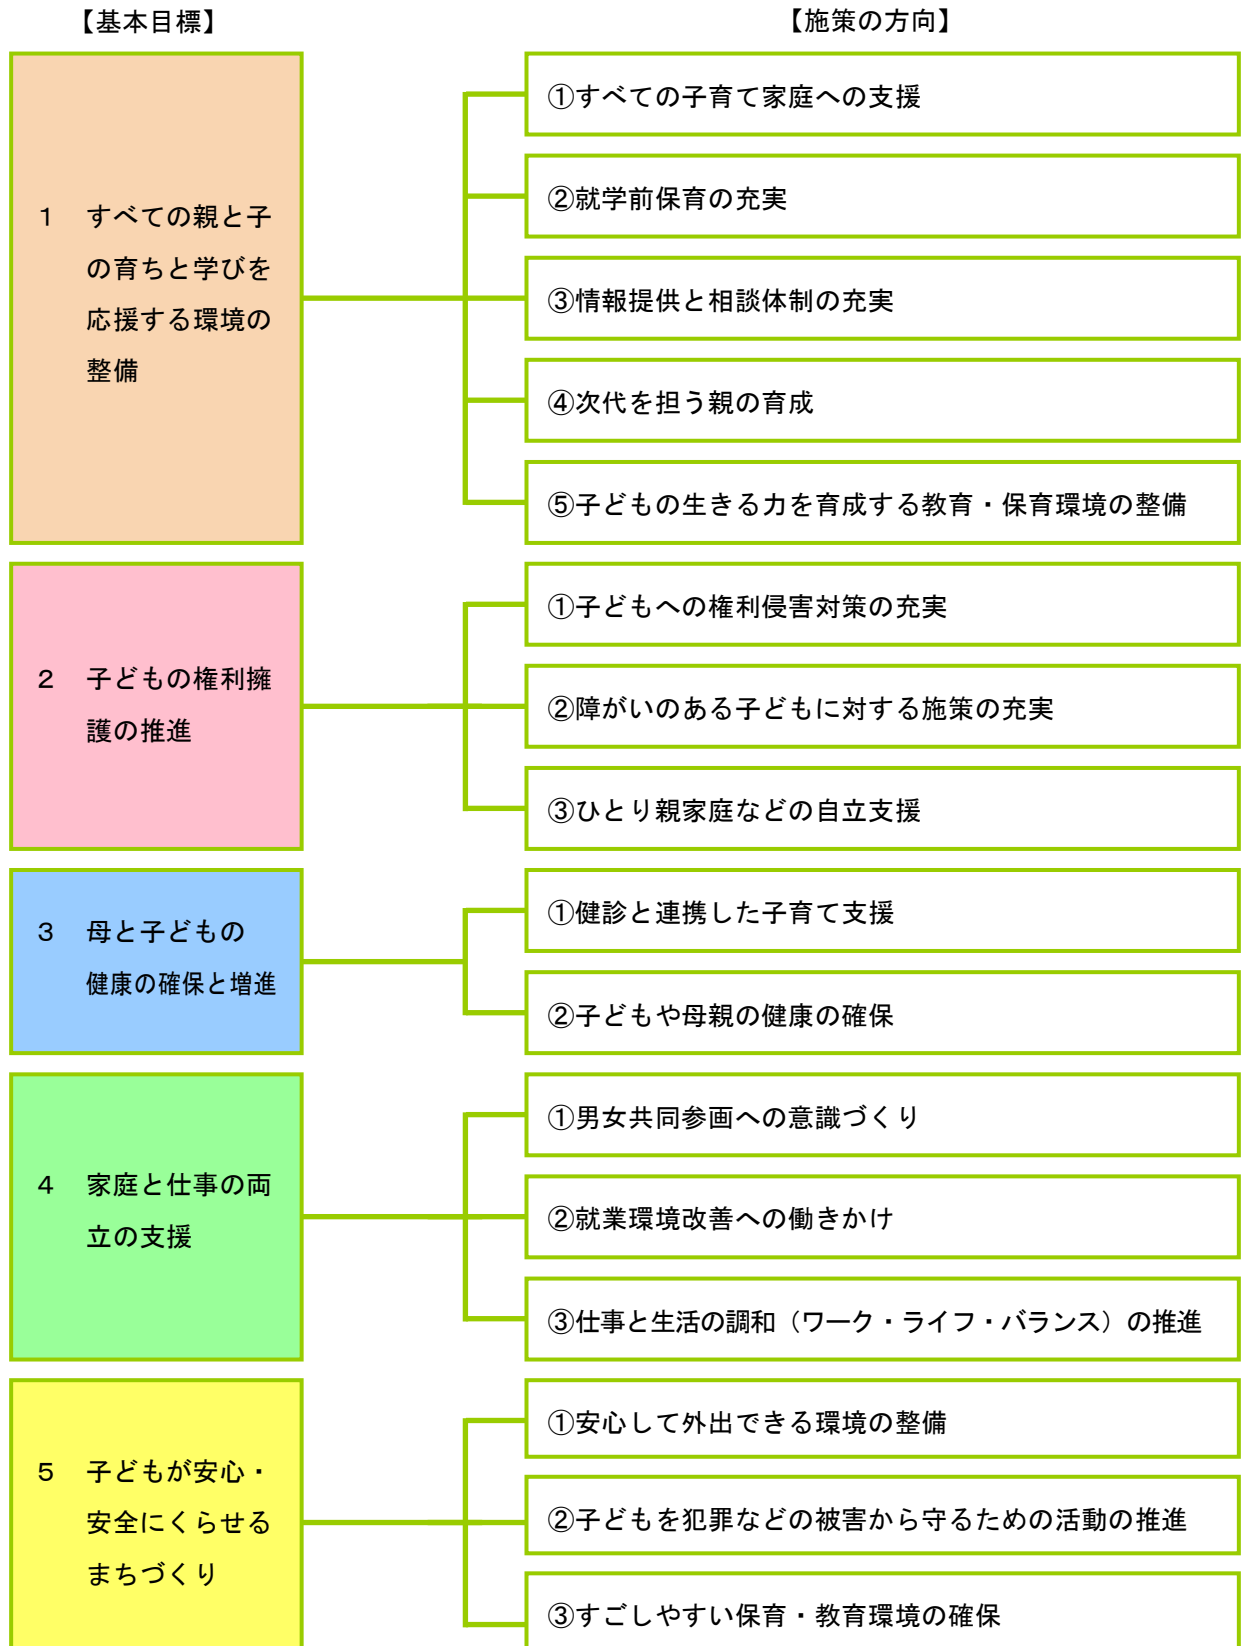 【基本目標】
【施策の方向】
1 すべての親と子
の育ちと学びを
応援する環境の
整備
①すべての子育て家庭への支援
②就学前保育の充実
③情報提供と相談体制の充実
④次代を担う親の育成
⑤子どもの生きる力を育成する教育・保育環境の整備
2 子どもの権利擁
護の推進
①子どもへの権利侵害対策の充実
②障がいのある子どもに対する施策の充実
③ひとり親家庭などの自立支援
3 母と子どもの
健康の確保と増進
①健診と連携した子育て支援
②子どもや母親の健康の確保
4 家庭と仕事の両
立の支援
①男女共同参画への意識づくり
②就業環境改善への働きかけ
③仕事と生活の調和（ワーク・ライフ・バランス）の推進
5 子どもが安心・
安全にくらせる
まちづくり
①安心して外出できる環境の整備
②子どもを犯罪などの被害から守るための活動の推進
③すごしやすい保育・教育環境の確保